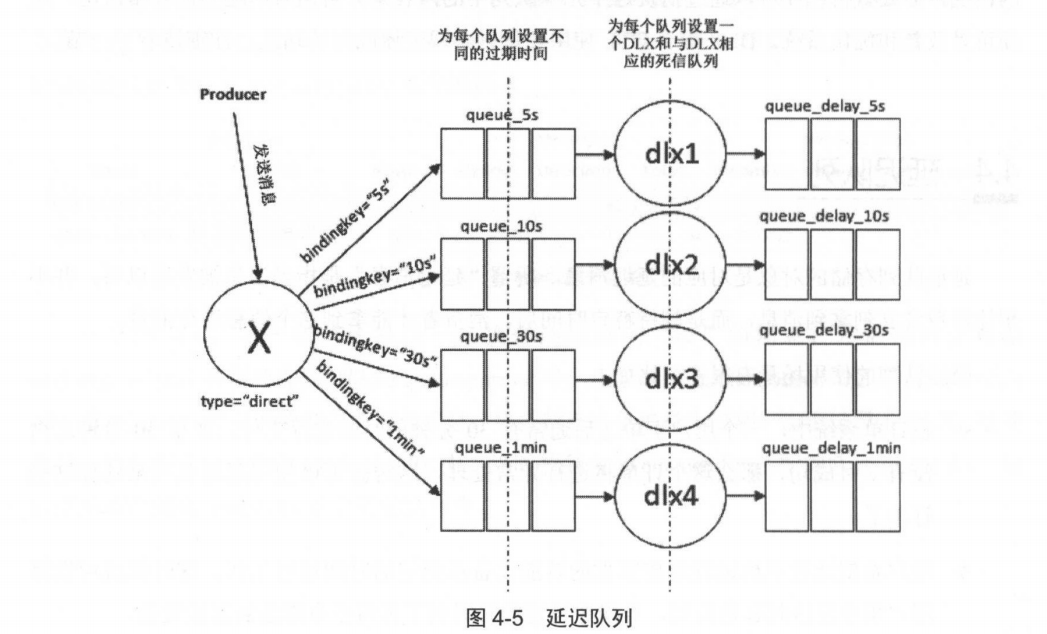 为每个队列设置不
同的过期时间
为每个队列设置一
个DLX和与DLX相
应的死信队列
Producer
发送消息
X
type="direct"
bindingkey="5s"
bindingkey="10s"
bindingkey="30s"
bindingkey="1min"
queue_5s
dlx1
queue_delay_5s
queue_10s
dlx2
queue_delay_10s
queue_30s
dlx3
queue_delay_30s
queue_1min
dlx4
queue_delay_1min
图 4-5 延迟队列